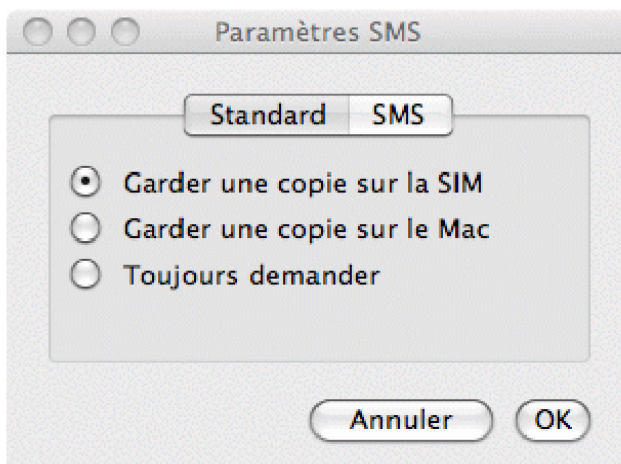 Paramètres SMS
Standard SMS
Garder une copie sur la SIM
Garder une copie sur le Mac
Toujours demander
Annuler OK